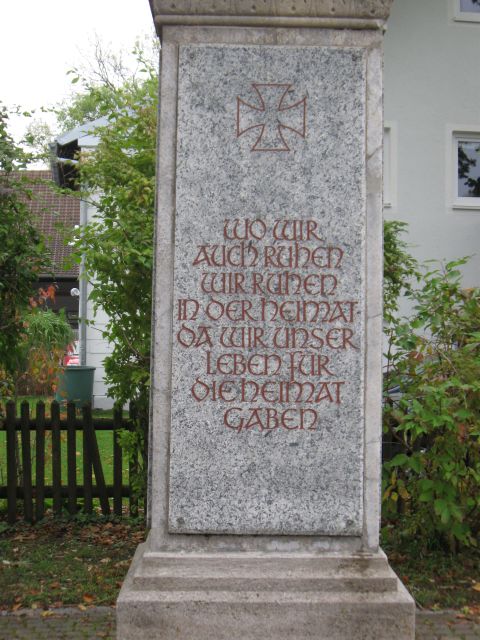 WO WIR
AUCH RUHEN
WIR RUHEN
IN DER HEIMAT
DA WIR UNSER
LEBEN FÜR
DIE HEIMAT
GABEN